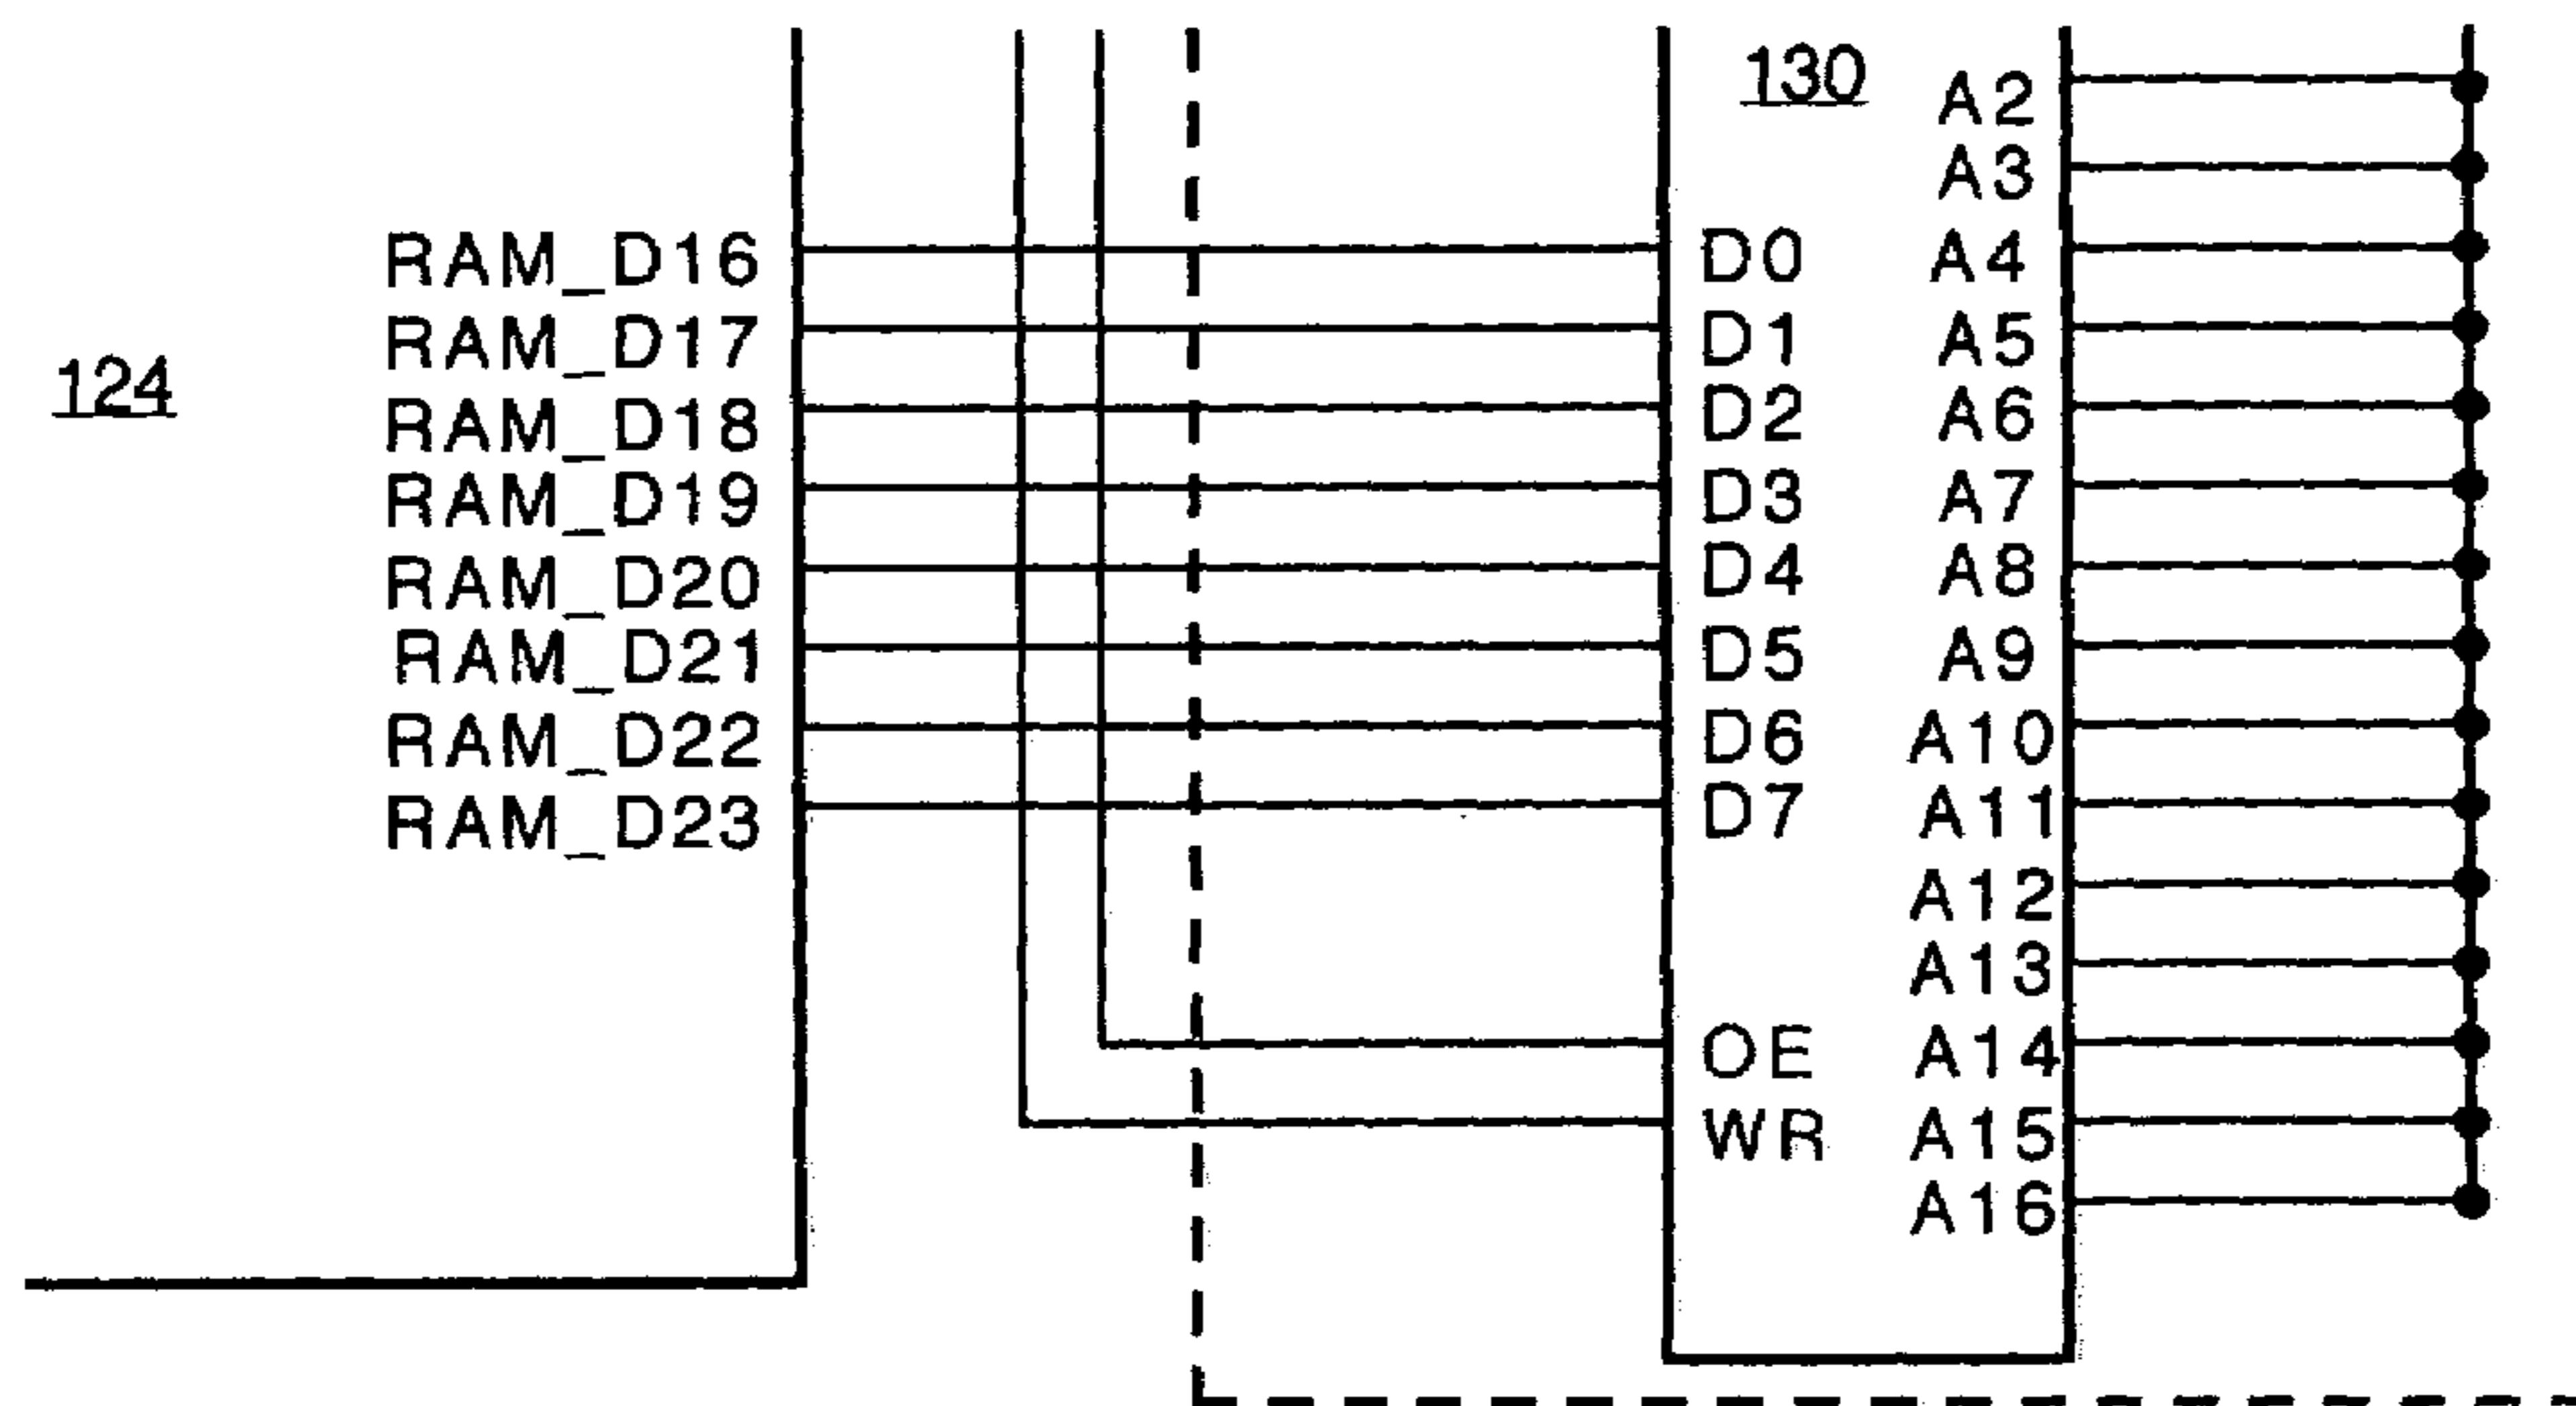 130 A2
A3
RAM_D16 D0 A4
RAM_D17 D1 A5
124
RAM_D18 D2 A6
RAM_D19 D3 A7
RAM_D20 D4 A8
RAM_D21 D5 A9
RAM_D22 D6 A10
RAM_D23 D7 A11
A12
A13
OE A14
WR A15
A16